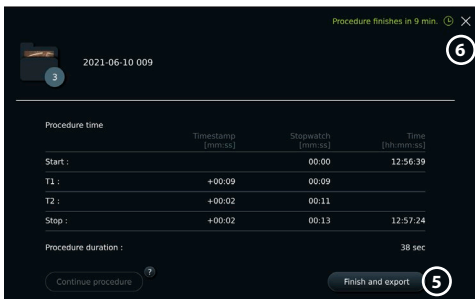 Procedure finishes in 9 min.
6
3
2021-06-10 009
Procedure time
Timestamp [mm:ss] Stopwatch [mm:ss] Time [hh:mm:ss]
Start : 00:00 12:56:39
T1 : +00:09 00:09
T2 : +00:02 00:11
Stop : +00:02 00:13 12:57:24
Procedure duration : 38 sec
Continue procedure ? Finish and export 5